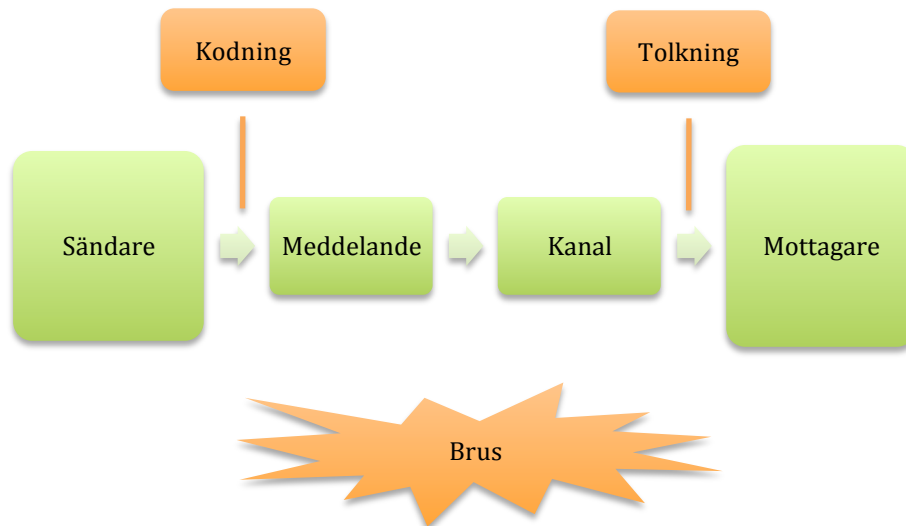 Kodning
Tolkning
Sändare
Meddelande
Kanal
Mottagare
Brus